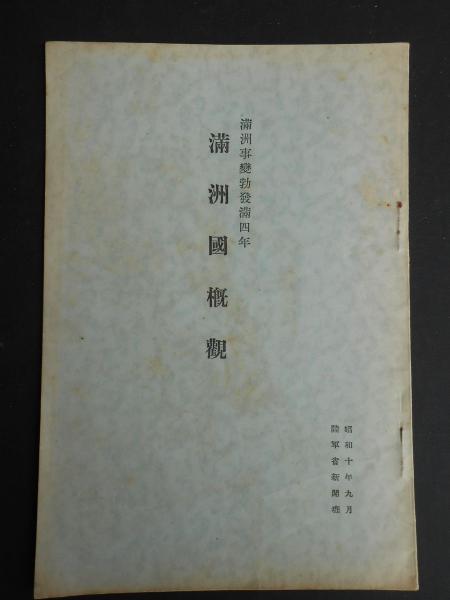 滿洲事變勃發滿四年
滿洲國槪觀
昭和十年九月
陸軍省新聞班